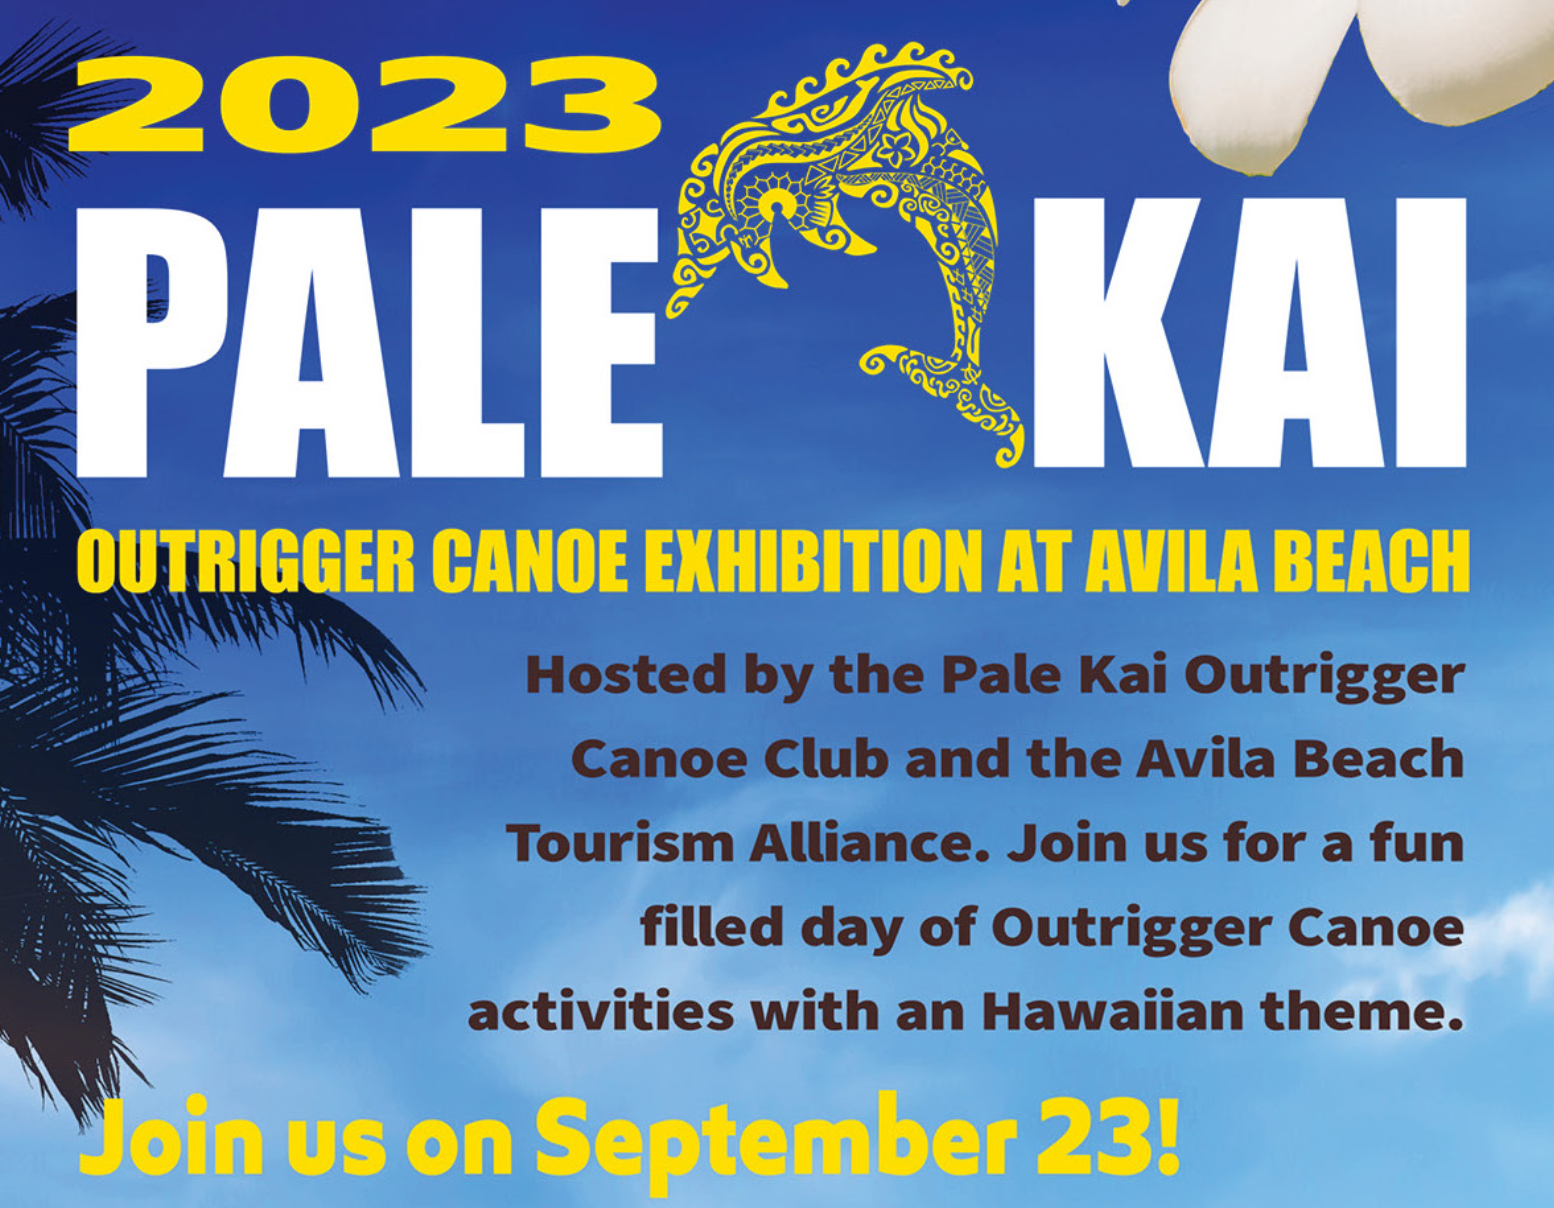 2023
PALE KAI
OUTRIGGER CANOE EXHIBITION AT AVILA BEACH
Hosted by the Pale Kai Outrigger
Canoe Club and the Avila Beach
Tourism Alliance. Join us for a fun
filled day of Outrigger Canoe
activities with an Hawaiian theme.
Join us on September 23!